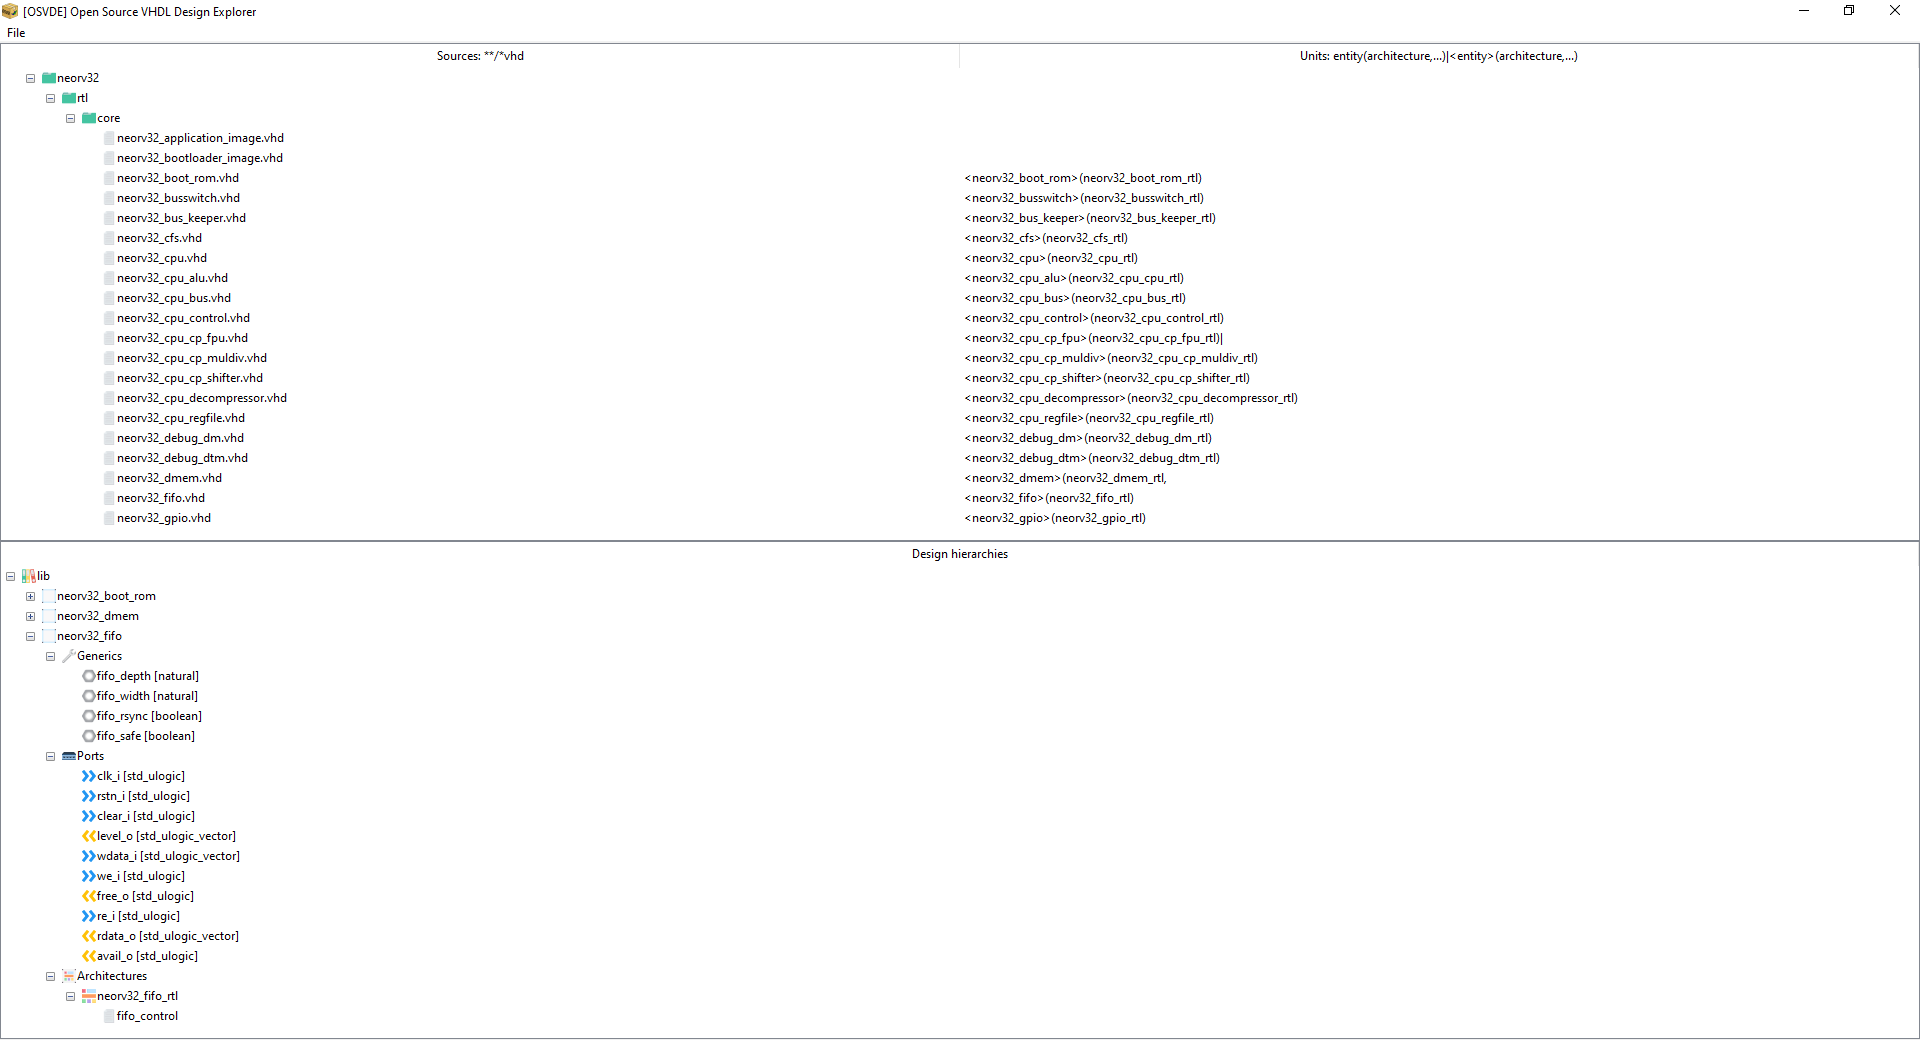 [OSVDE] Open Source VHDL Design Explorer
File
Sources: **/*vhd
Units: entity(architecture,...)|<entity>(architecture,...)
neorv32
rtl
core
neorv32_application_image.vhd
neorv32_bootloader_image.vhd
neorv32_boot_rom.vhd <neorv32_boot_rom>(neorv32_boot_rom_rtl)
neorv32_busswitch.vhd <neorv32_busswitch>(neorv32_busswitch_rtl)
neorv32_bus_keeper.vhd <neorv32_bus_keeper>(neorv32_bus_keeper_rtl)
neorv32_cfs.vhd <neorv32_cfs>(neorv32_cfs_rtl)
neorv32_cpu.vhd <neorv32_cpu>(neorv32_cpu_rtl)
neorv32_cpu_alu.vhd <neorv32_cpu_alu>(neorv32_cpu_cpu_rtl)
neorv32_cpu_bus.vhd <neorv32_cpu_bus>(neorv32_cpu_bus_rtl)
neorv32_cpu_control.vhd <neorv32_cpu_control>(neorv32_cpu_control_rtl)
neorv32_cpu_cp_fpu.vhd <neorv32_cpu_cp_fpu>(neorv32_cpu_cp_fpu_rtl)|
neorv32_cpu_cp_muldiv.vhd <neorv32_cpu_cp_muldiv>(neorv32_cpu_cp_muldiv_rtl)
neorv32_cpu_cp_shifter.vhd <neorv32_cpu_cp_shifter>(neorv32_cpu_cp_shifter_rtl)
neorv32_cpu_decompressor.vhd <neorv32_cpu_decompressor>(neorv32_cpu_decompressor_rtl)
neorv32_cpu_regfile.vhd <neorv32_cpu_regfile>(neorv32_cpu_regfile_rtl)
neorv32_debug_dm.vhd <neorv32_debug_dm>(neorv32_debug_dm_rtl)
neorv32_debug_dtm.vhd <neorv32_debug_dtm>(neorv32_debug_dtm_rtl)
neorv32_dmem.vhd <neorv32_dmem>(neorv32_dmem_rtl,
neorv32_fifo.vhd <neorv32_fifo>(neorv32_fifo_rtl)
neorv32_gpio.vhd <neorv32_gpio>(neorv32_gpio_rtl)
Design hierarchies
lib
neorv32_boot_rom
neorv32_dmem
neorv32_fifo
Generics
fifo_depth [natural]
fifo_width [natural]
fifo_rsync [boolean]
fifo_safe [boolean]
Ports
clk_i [std_ulogic]
rstn_i [std_ulogic]
clear_i [std_ulogic]
level_o [std_ulogic_vector]
wdata_i [std_ulogic_vector]
we_i [std_ulogic]
free_o [std_ulogic]
re_i [std_ulogic]
rdata_o [std_ulogic_vector]
avail_o [std_ulogic]
Architectures
neorv32_fifo_rtl
fifo_control